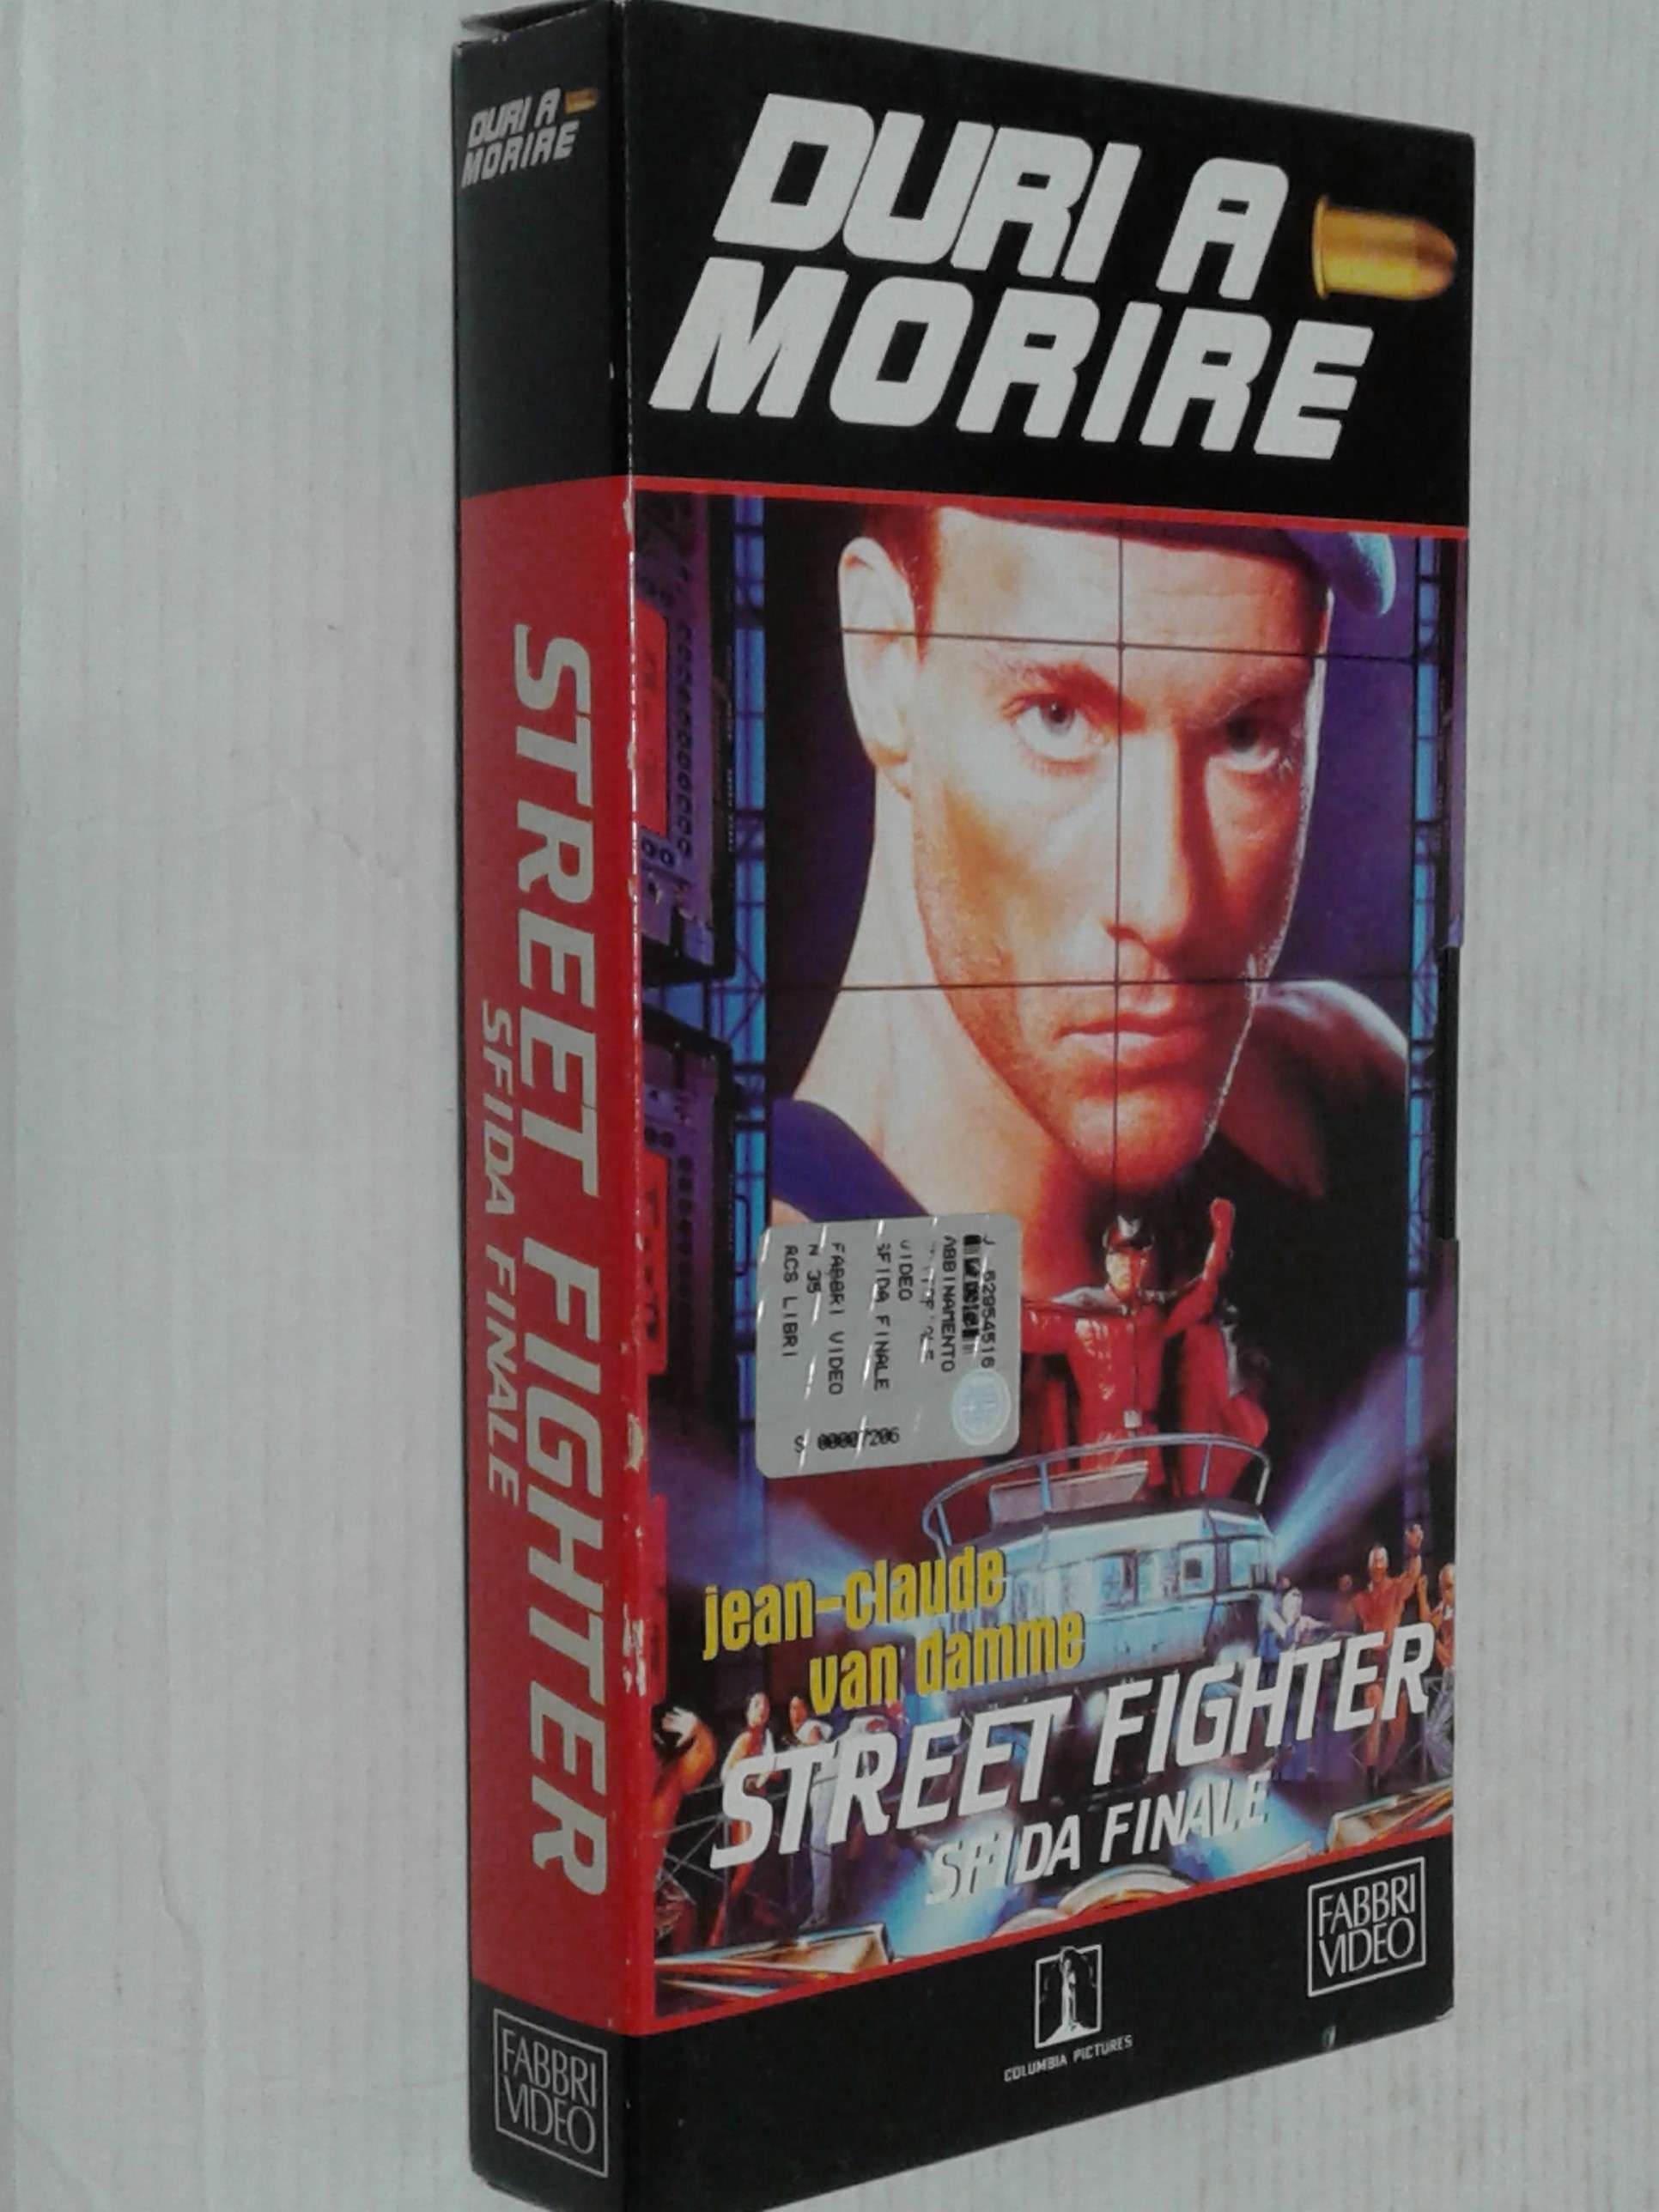 DURI A
MORIRE
STREET FIGHTER
SFIDA FINALE
FABBRI
VIDEO
DURI A
MORIRE
J 52954516
ABBINAMENTO
VIDEO
SFIDA FINALE
FABBRI VIDEO
N 35
RCS LIBRI
S 00007206
jean-claude
van damme
STREET FIGHTER
SFIDA FINALE
COLUMBIA PICTURES
FABBRI
VIDEO